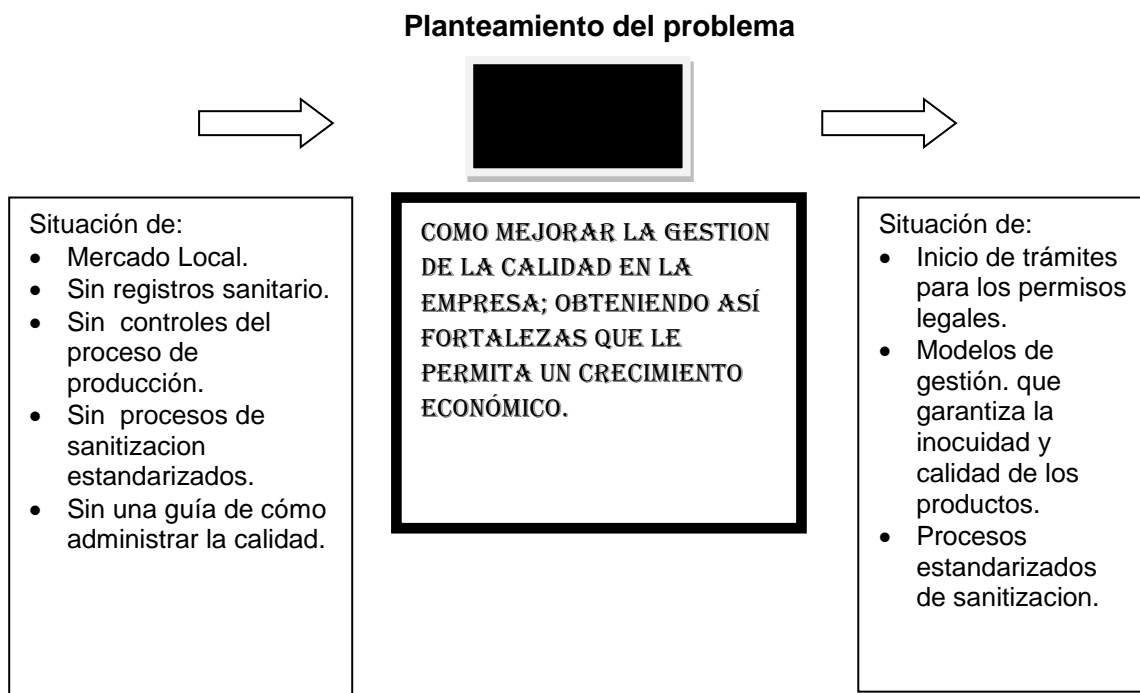 Planteamiento del problema
Situación de:
• Mercado Local.
• Sin registros sanitario.
• Sin controles del
proceso de
producción.
• Sin procesos de
sanitizacion
estandarizados.
• Sin una guía de cómo
administrar la calidad.
COMO MEJORAR LA GESTION
DE LA CALIDAD EN LA
EMPRESA; OBTENIENDO ASÍ
FORTALEZAS QUE LE
PERMITA UN CRECIMIENTO
ECONÓMICO.
Situación de:
• Inicio de trámites
para los permisos
legales.
• Modelos de
gestión. que
garantiza la
inocuidad y
calidad de los
productos.
• Procesos
estandarizados
de sanitizacion.